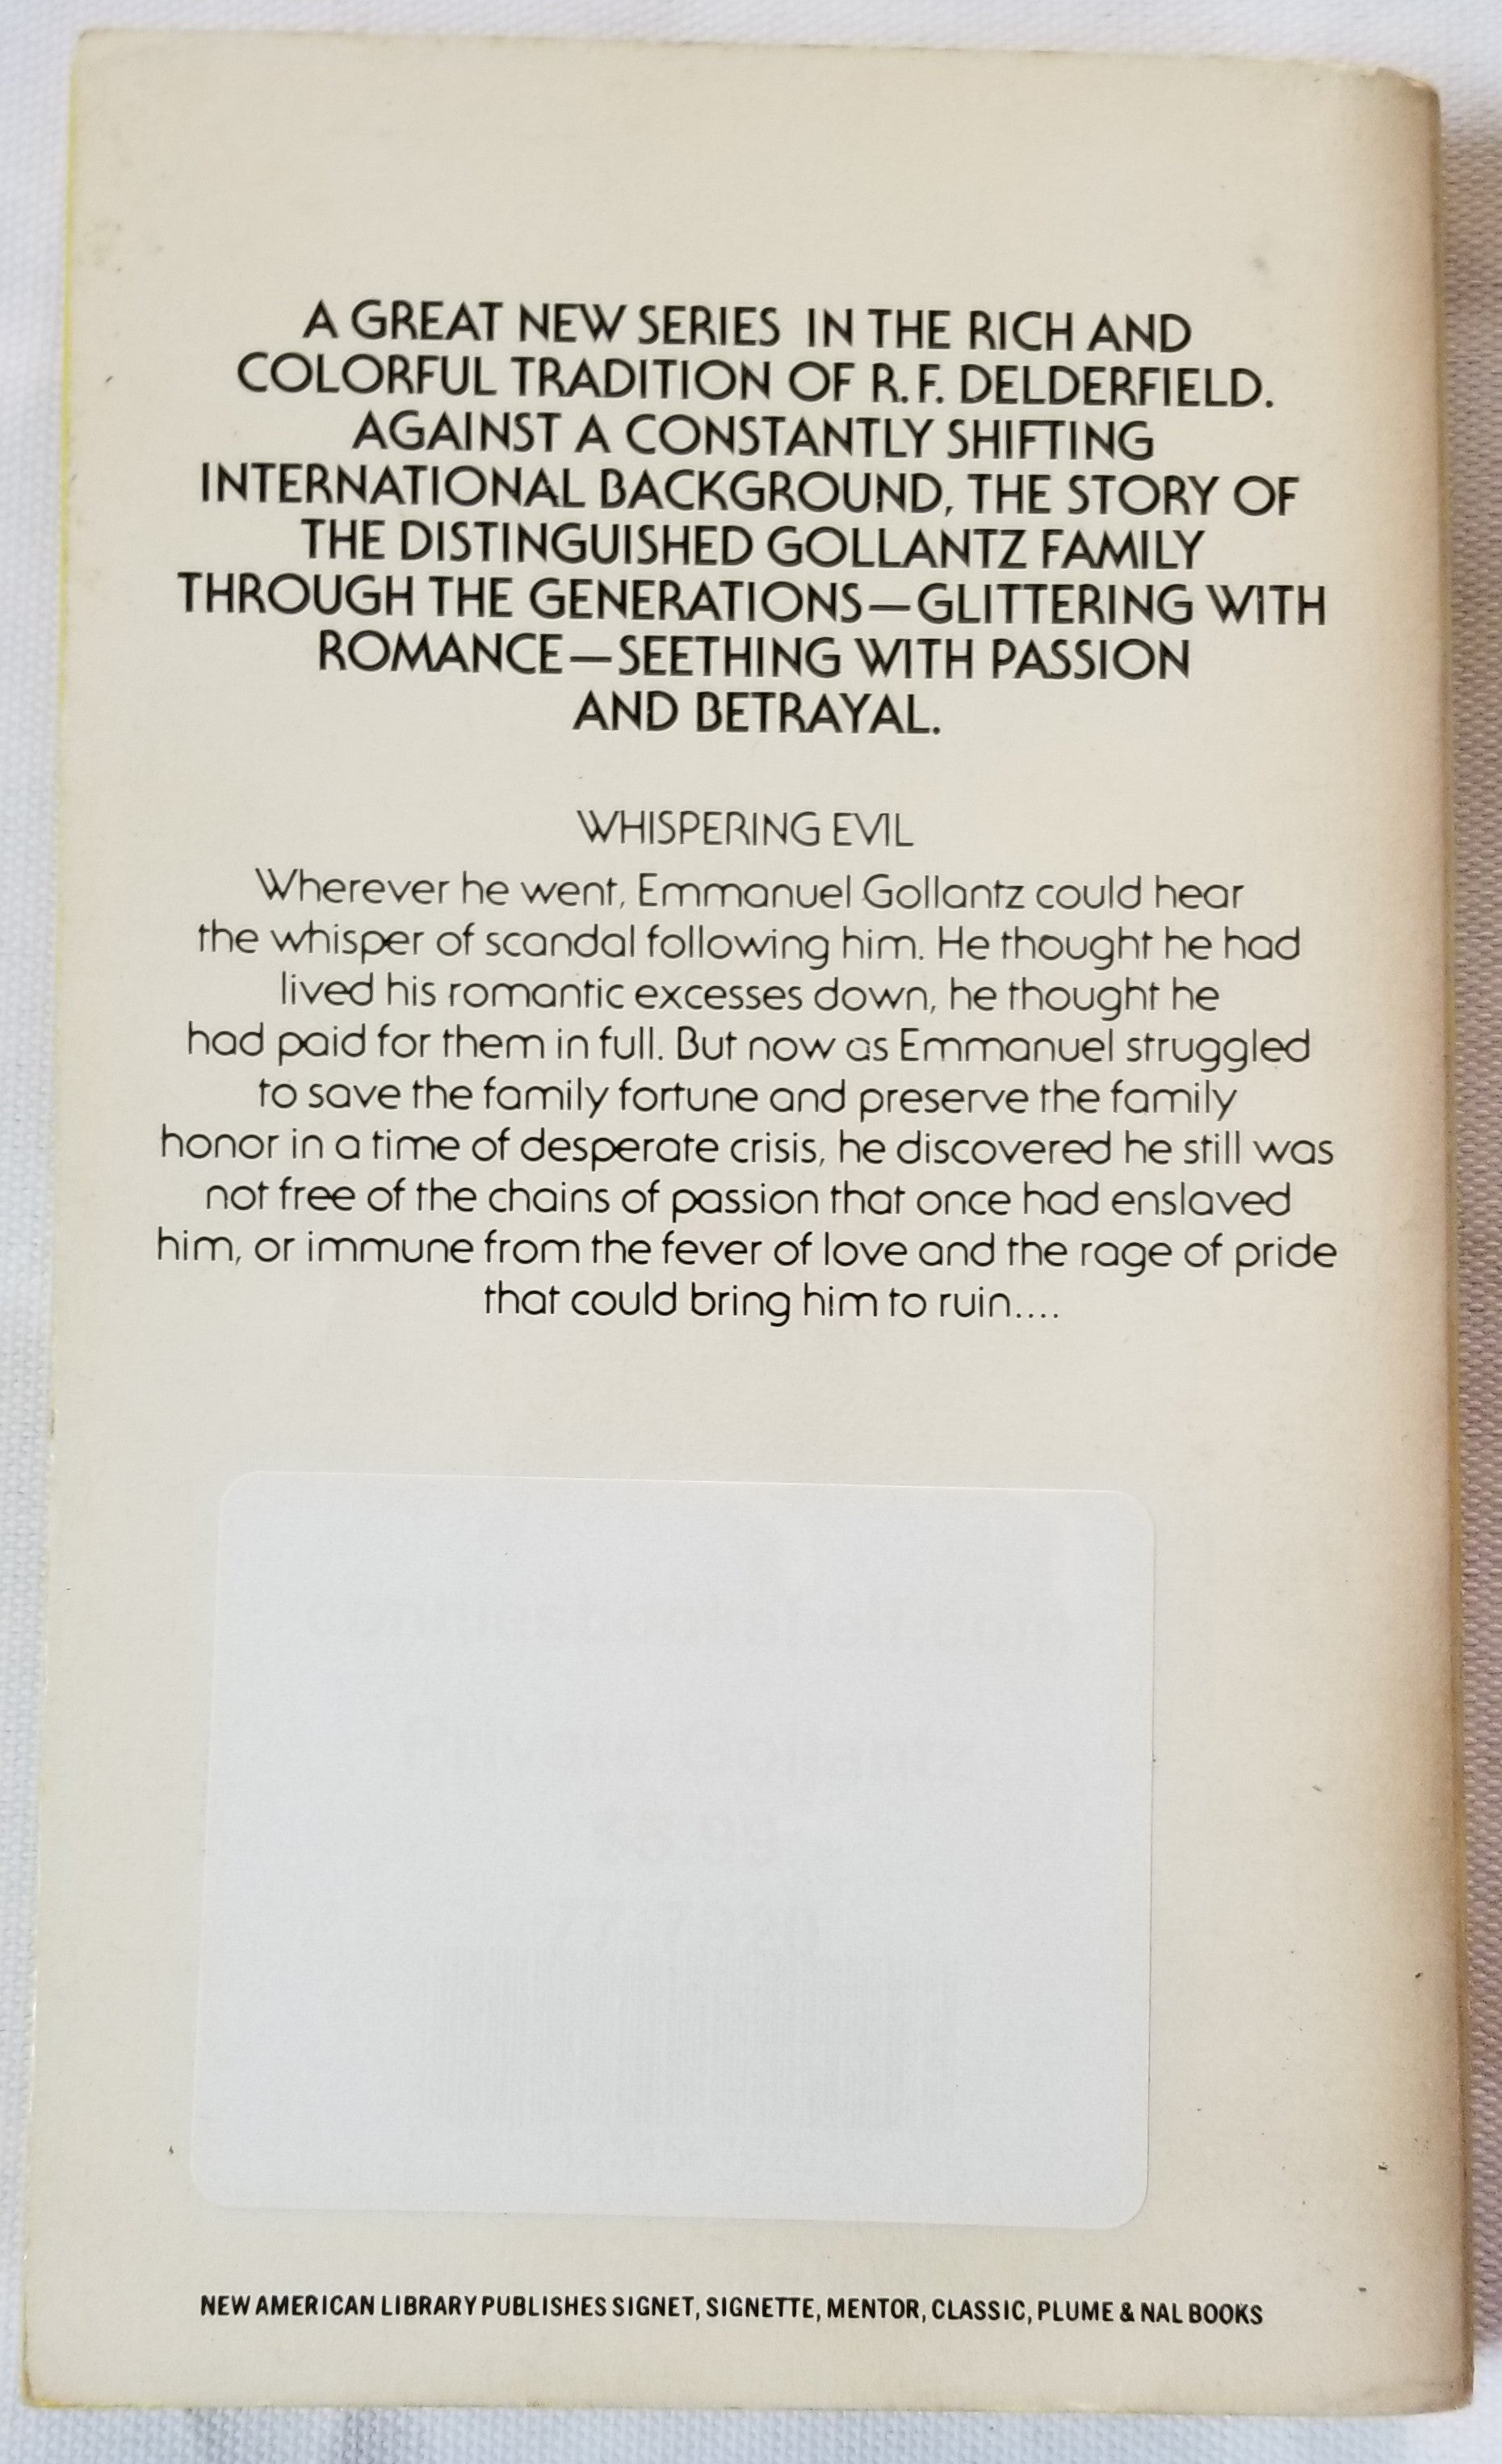 A GREAT NEW SERIES IN THE RICH AND
COLORFUL TRADITION OF R.F. DELDERFIELD.
AGAINST A CONSTANTLY SHIFTING
INTERNATIONAL BACKGROUND, THE STORY OF
THE DISTINGUISHED GOLLANTZ FAMILY
THROUGH THE GENERATIONS—GLITTERING WITH
ROMANCE—SEETHING WITH PASSION
AND BETRAYAL.
WHISPERING EVIL
Wherever he went, Emmanuel Gollantz could hear
the whisper of scandal following him. He thought he had
lived his romantic excesses down, he thought he
had paid for them in full. But now as Emmanuel struggled
to save the family fortune and preserve the family
honor in a time of desperate crisis, he discovered he still was
not free of the chains of passion that once had enslaved
him, or immune from the fever of love and the rage of pride
that could bring him to ruin....
NEW AMERICAN LIBRARY PUBLISHES SIGNET, SIGNETTE, MENTOR, CLASSIC, PLUME & NAL BOOKS